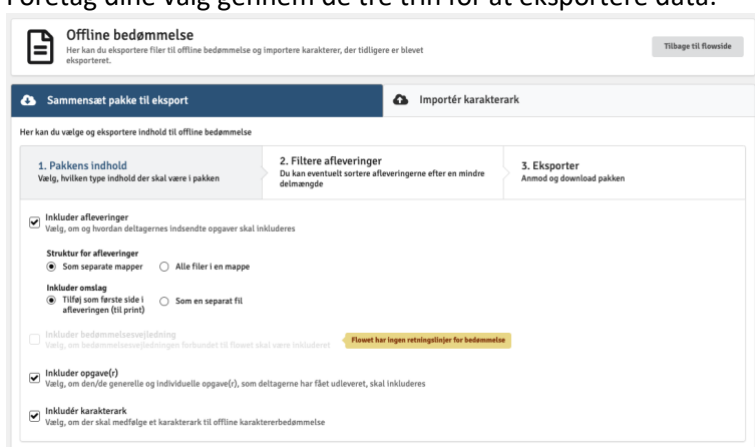 Foretag dine valg gennem de tre trin for at eksportere data.
Offline bedømmelse
Her kan du eksportere filer til offline bedømmelse og importere karakterer, der tidligere er blevet
eksporteret.
Tilbage til flowside
Sammensæt pakke til eksport
Importér karakterark
Her kan du vælge og eksportere indhold til offline bedømmelse
1. Pakkens indhold
Vælg, hvilken type indhold der skal være i pakken
2. Filtere afleveringer
Du kan eventuelt sortere afleveringerne efter en mindre
delmængde
3. Eksporter
Anmod og download pakken
Inkluder afleveringer
Vælg, om og hvordan deltagernes indsendte opgaver skal inkluderes
Struktur for afleveringer
Som separate mapper
Alle filer i en mappe
Inkluder omslag
Tilføj som første side i
afleveringen (til print)
Som en separat fil
Inkluder bedømmelsesvejledning
Vælg, om bedømmelsesvejledningen forbundet til flowet skal være inkluderet
Flowet har ingen retningslinjer for bedømmelse
Inkluder opgave(r)
Vælg, om den/de generelle og individuelle opgave(r), som deltagerne har fået udleveret, skal inkluderes
Inkludér karakterark
Vælg, om der skal medfølge et karakterark til offline karaktererbedømmelse